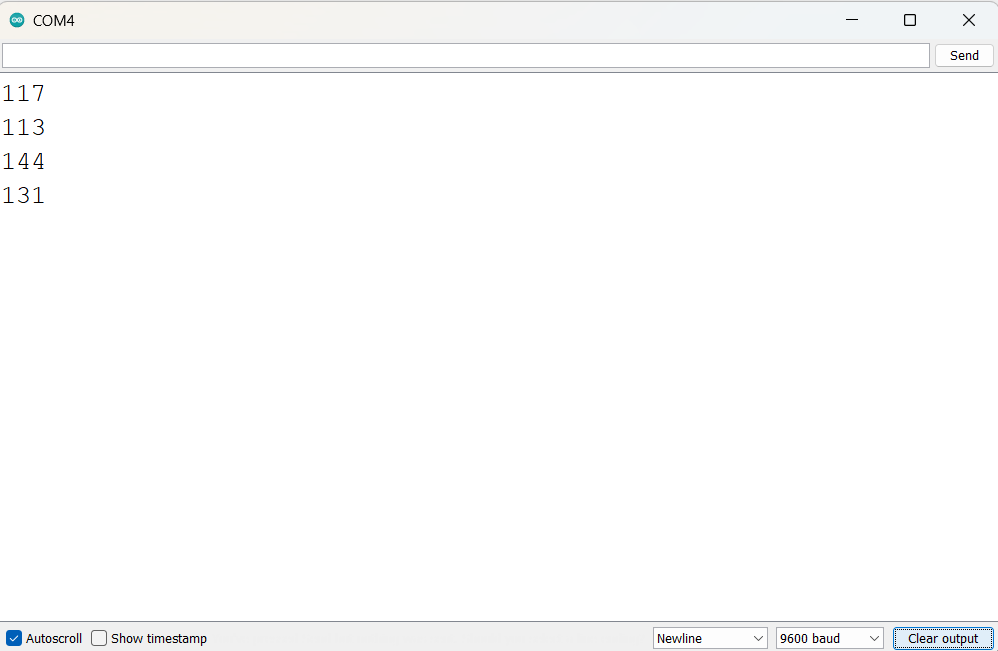 COM4
Send
117
113
144
131
Autoscroll Show timestamp Newline 9600 baud Clear output